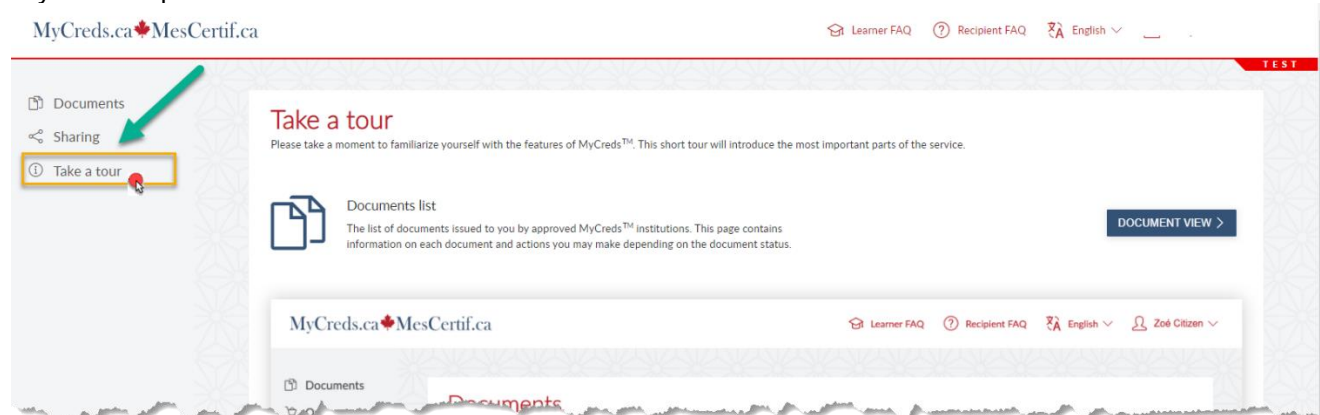 MyCreds.ca MesCertif.ca
Learner FAQ
Recipient FAQ
English
TEST
Documents
Sharing
Take a tour
Take a tour
Please take a moment to familiarize yourself with the features of MyCreds™. This short tour will introduce the most important parts of the service.
Documents list
The list of documents issued to you by approved MyCreds™ institutions. This page contains
information on each document and actions you may make depending on the document status.
DOCUMENT VIEW >
MyCreds.ca MesCertif.ca
Learner FAQ
Recipient FAQ
English
Zoé Citizen
Documents
Documents